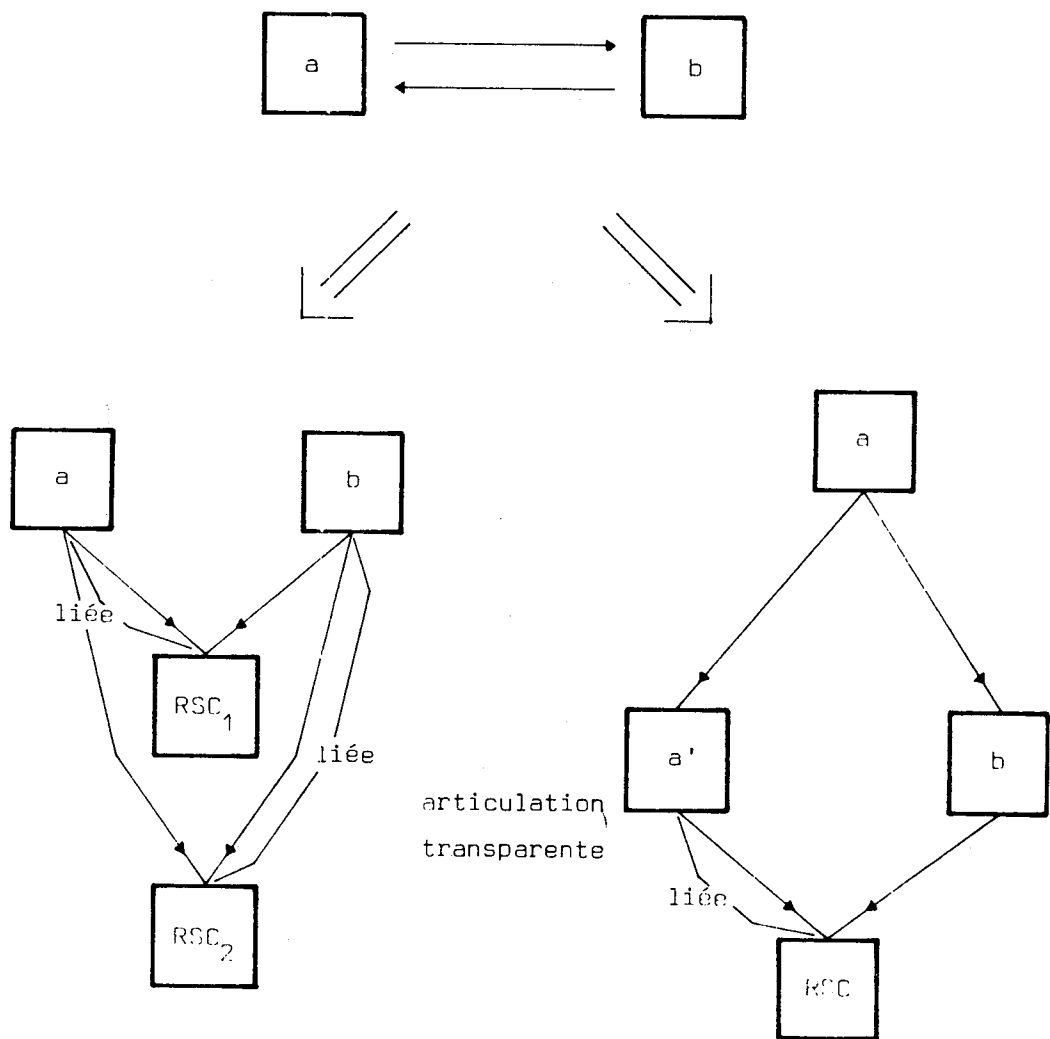 a
b
a
b
a
liée
RSC₁
liée
a'
b
articulation
transparente
liée
RSC₂
RSC